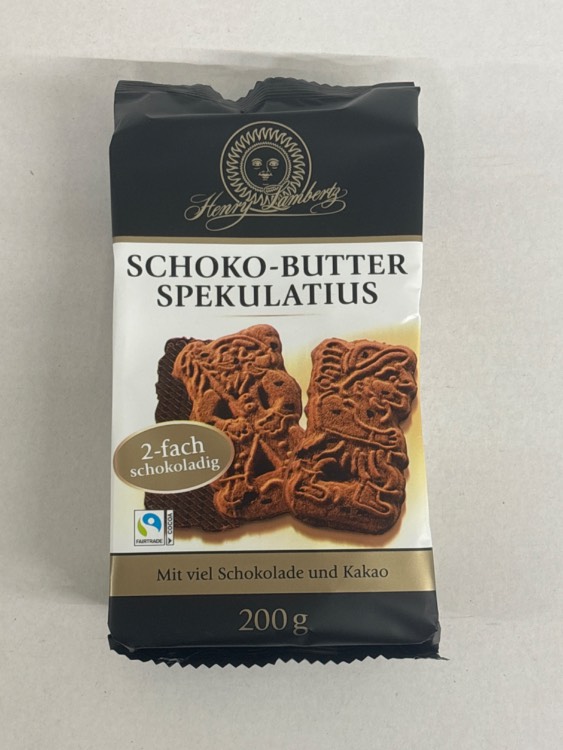 Henry Lambertz
SCHOKO-BUTTER
SPEKULATIUS
2-fach
schokoladig
FAIRTRADE
COCOA
Mit viel Schokolade und Kakao
200 g